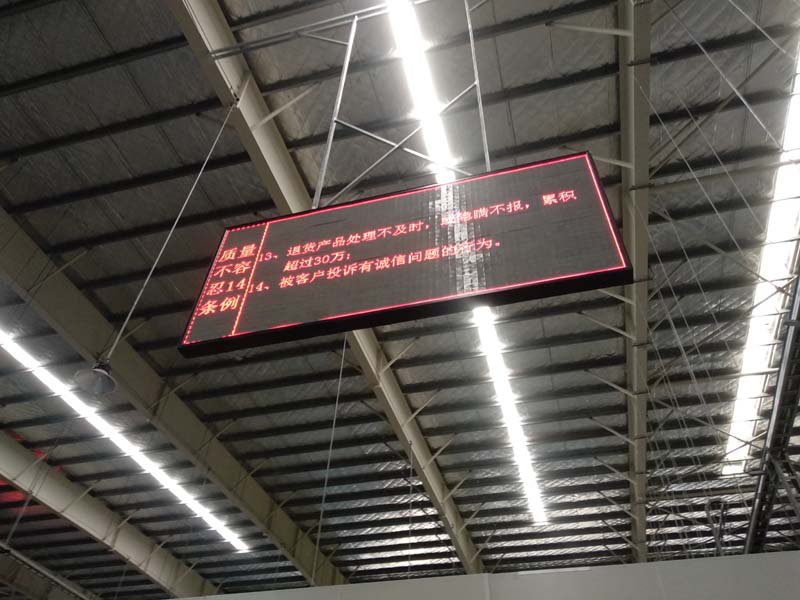 质量
不容
忍14
条例
13、退货产品处理不及时，或隐瞒不报，累积
超过30万；
14、被客户投诉有诚信问题的行为。